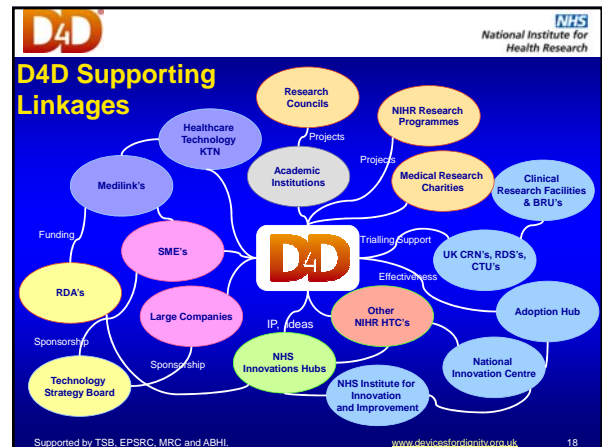 D4D
NHS
National Institute for
Health Research
D4D Supporting
Linkages
Research
Councils
NIHR Research
Programmes
Healthcare
Technology
KTN
Projects
Projects
Academic
Institutions
Medical Research
Charities
Clinical
Research Facilities
& BRU's
Medilink's
Funding
SME's
D4D
Trialling Support
UK CRN's, RDS's,
CTU's
Effectiveness
RDA's
Large Companies
IP, Ideas
Other
NIHR HTC's
Adoption Hub
Sponsorship
Sponsorship
NHS
Innovations Hubs
National
Innovation Centre
Technology
Strategy Board
NHS Institute for
Innovation
and Improvement
Supported by TSB, EPSRC, MRC and ABHI.
www.devicesfordignity.org.uk
18